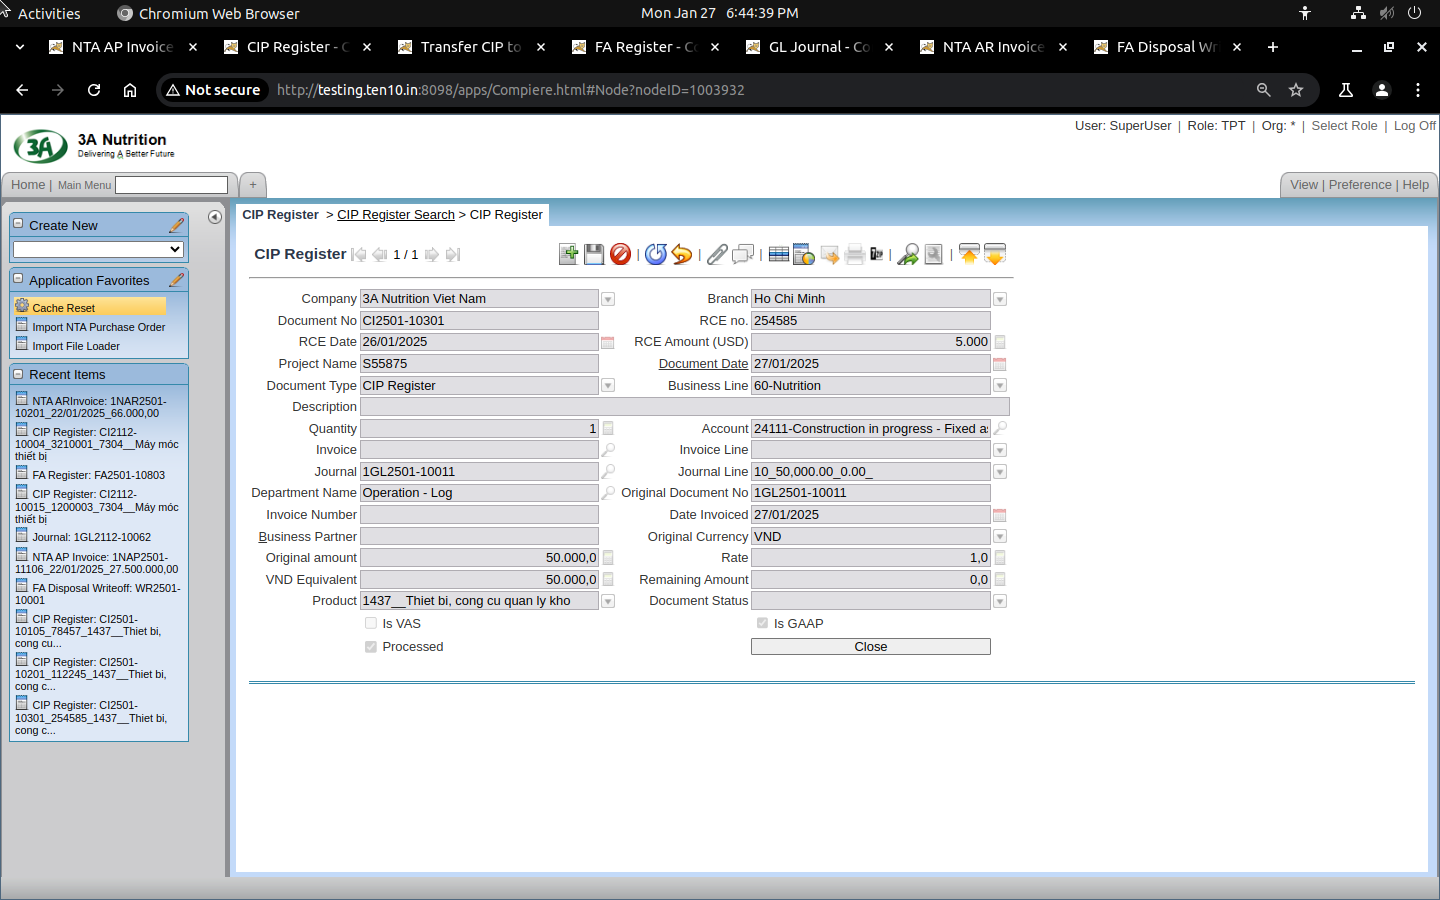 Activities
Chromium Web Browser
Mon Jan 27 6:44:39 PM
NTA AP Invoice
CIP Register - C
Transfer CIP to
FA Register - Co
GL Journal - Co
NTA AR Invoice
FA Disposal Wr
Not secure
http://testing.ten10.in:8098/apps/Compiere.html#Node?nodeID=1003932
User: SuperUser | Role: TPT | Org: * | Select Role | Log Off
3A
3A Nutrition
Delivering A Better Future
Home | Main Menu
+
View | Preference | Help
Create New
Application Favorites
Cache Reset
Import NTA Purchase Order
Import File Loader
Recent Items
NTA ARInvoice: 1NAR2501-
10201_22/01/2025_66.000,00
CIP Register: CI2112-
10004_3210001_7304__Máy móc
thiết bị
FA Register: FA2501-10803
CIP Register: CI2112-
10015_1200003_7304__Máy móc
thiết bị
Journal: 1GL2112-10062
NTA AP Invoice: 1NAP2501-
11106_22/01/2025_27.500.000,00
FA Disposal Writeoff: WR2501-
10001
CIP Register: CI2501-
10105_78457_1437__Thiet bi,
cong cu...
CIP Register: CI2501-
10201_112245_1437__Thiet bi,
cong c...
CIP Register: CI2501-
10301_254585_1437__Thiet bi,
cong c...
CIP Register > CIP Register Search > CIP Register
CIP Register 1 / 1
Company 3A Nutrition Viet Nam Branch Ho Chi Minh
Document No CI2501-10301 RCE no. 254585
RCE Date 26/01/2025 RCE Amount (USD) 5.000
Project Name S55875 Document Date 27/01/2025
Document Type CIP Register Business Line 60-Nutrition
Description
Quantity 1 Account 24111-Construction in progress - Fixed a
Invoice Invoice Line
Journal 1GL2501-10011 Journal Line 10_50,000.00_0.00_
Department Name Operation - Log Original Document No 1GL2501-10011
Invoice Number Date Invoiced 27/01/2025
Business Partner Original Currency VND
Original amount 50.000,0 Rate 1,0
VND Equivalent 50.000,0 Remaining Amount 0,0
Product 1437__Thiet bi, cong cu quan ly kho Document Status
Is VAS Is GAAP
Processed Close